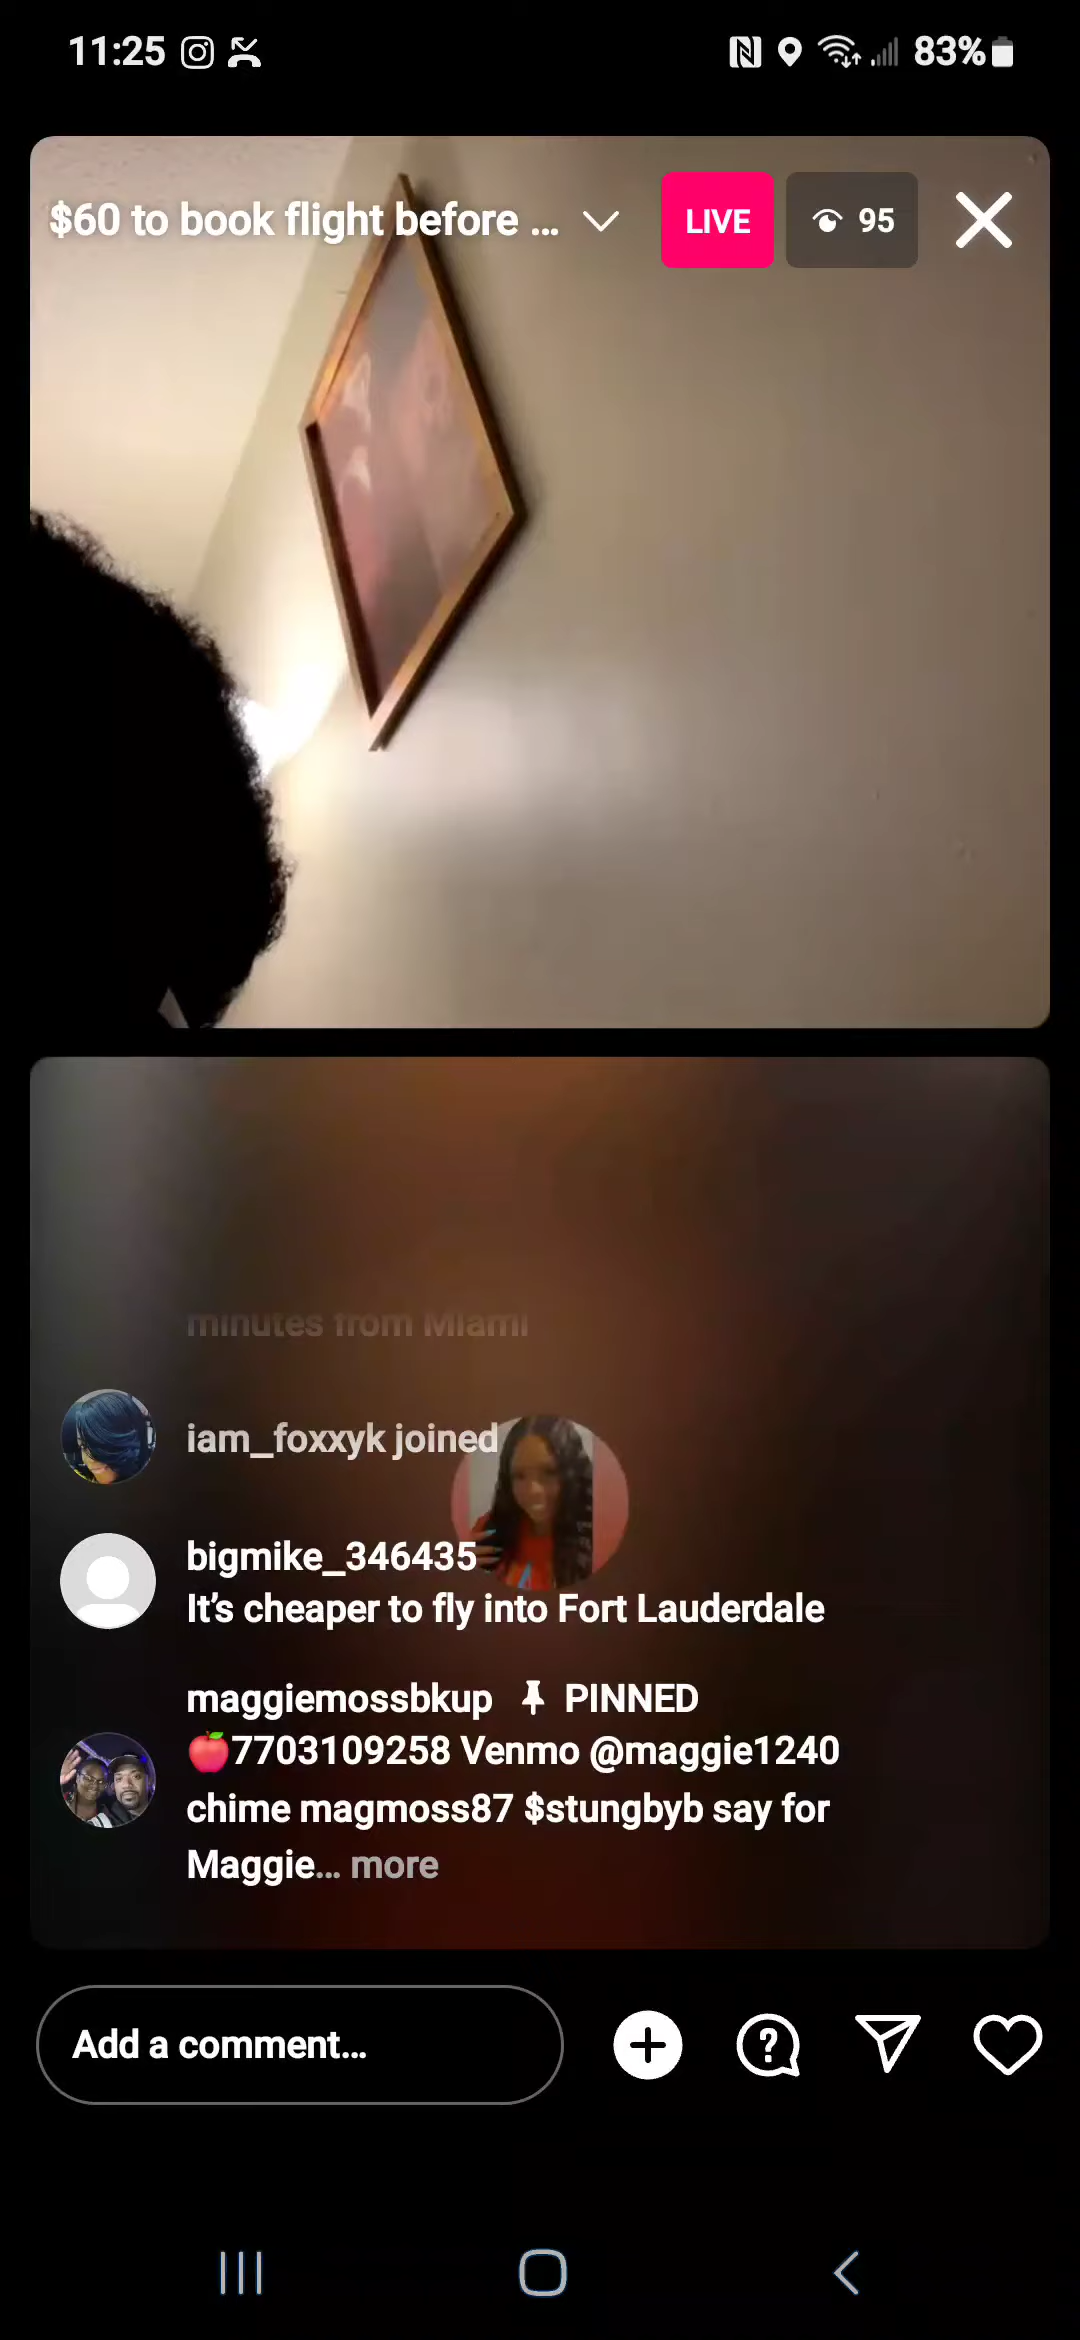 11:25
83%
$60 to book flight before ...
LIVE
95
minutes from Miami
iam_foxxyk joined
bigmike_346435
It’s cheaper to fly into Fort Lauderdale
maggiemossbkup PINNED
🍎7703109258 Venmo @maggie1240
chime magmoss87 $stungbyb say for
Maggie... more
Add a comment...